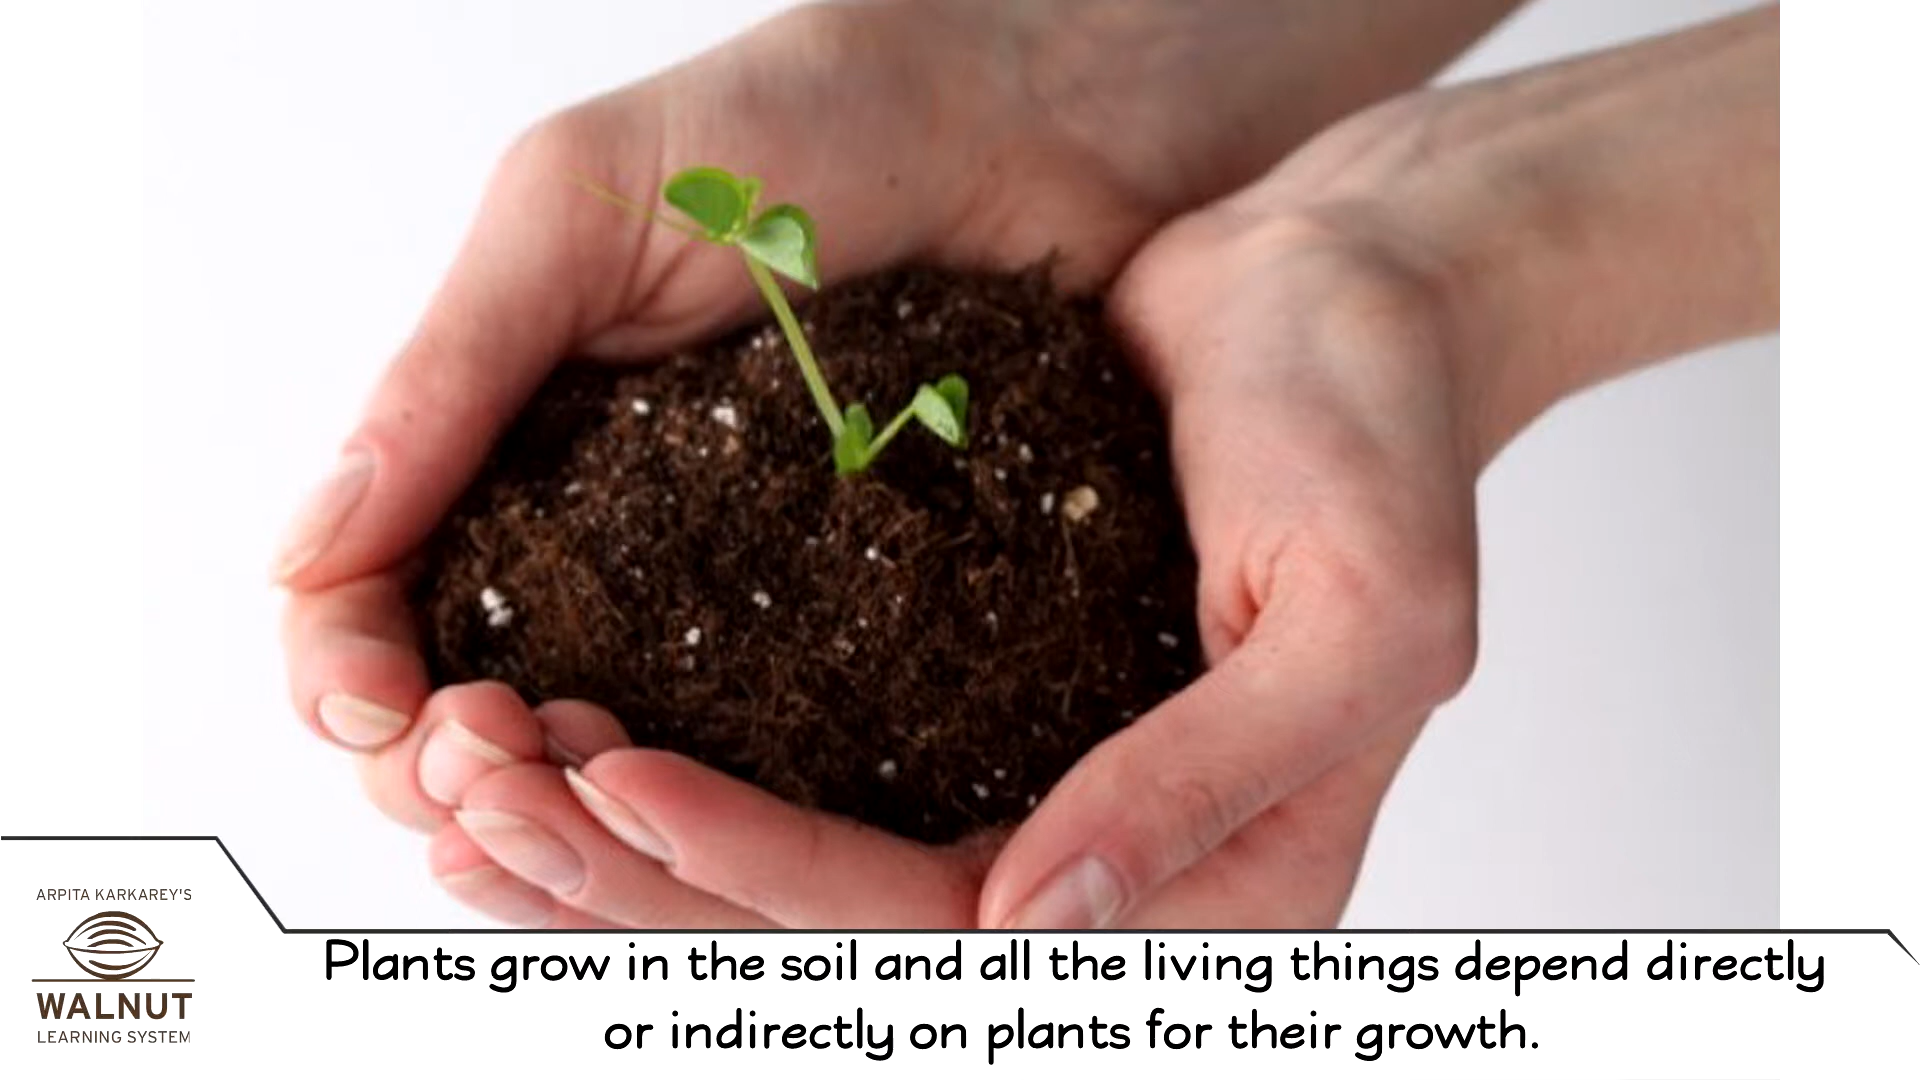 ARPITA KARKAREY'S
WALNUT
LEARNING SYSTEM
Plants grow in the soil and all the living things depend directly
or indirectly on plants for their growth.